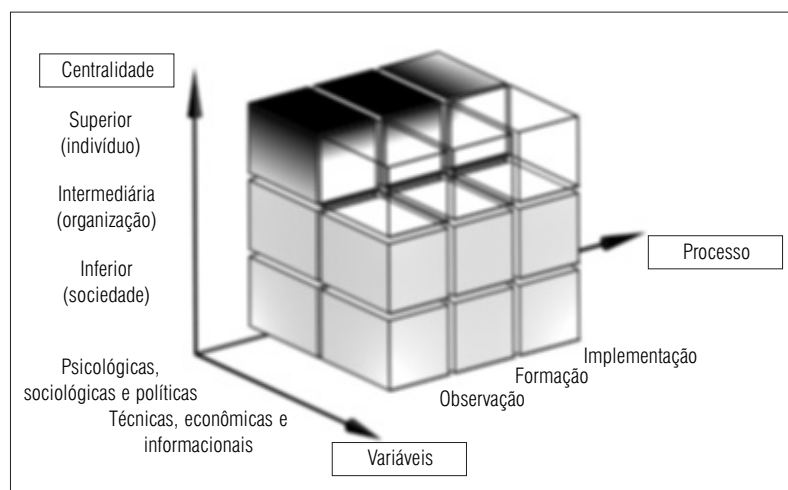 Centralidade
Superior
(indivíduo)
Intermediária
(organização)
Inferior
(sociedade)
Processo
Psicológicas,
sociológicas e políticas
Técnicas, econômicas e
informacionais
Implementação
Formação
Observação
Variáveis